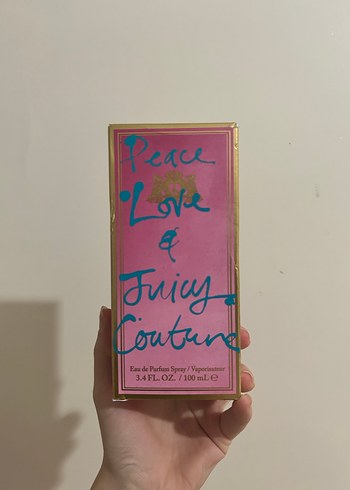 Peace
Love
&
Juicy
Couture
Eau de Parfum Spray / Vaporisateur
3.4 FL. OZ. / 100 mL ℮